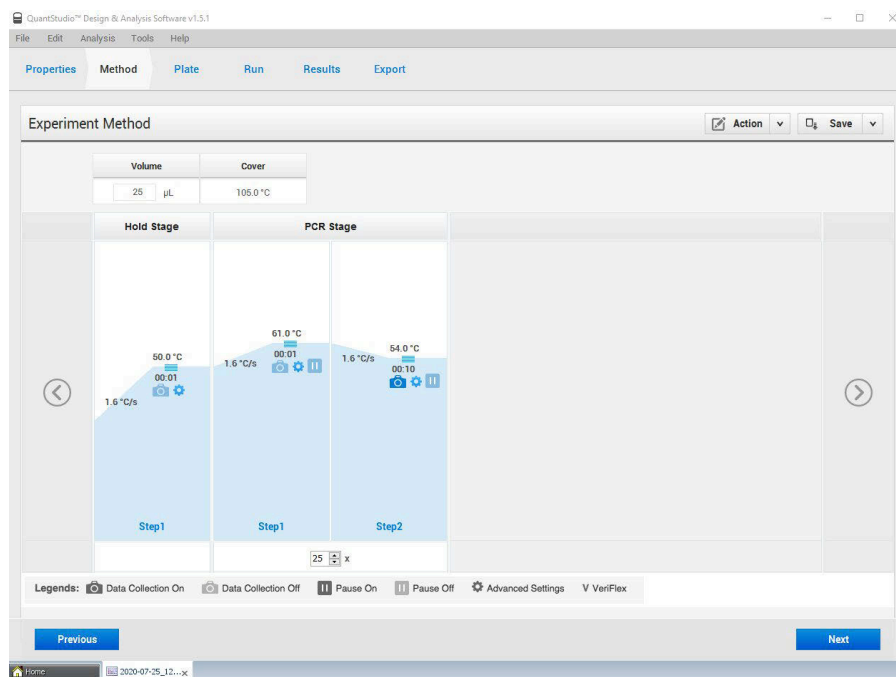 QuantStudio™ Design & Analysis Software v1.5.1
File Edit Analysis Tools Help
Properties Method Plate Run Results Export
Experiment Method Action Save
Volume Cover
25 µL 105.0 °C
Hold Stage PCR Stage
61.0 °C
50.0 °C 1.6 °C/s 00:01 1.6 °C/s 54.0 °C
00:01 00:10
1.6 °C/s
Step1 Step1 Step2
25 x
Legends: Data Collection On Data Collection Off Pause On Pause Off Advanced Settings V VeriFlex
Previous Next
Home 2020-07-25_12...x